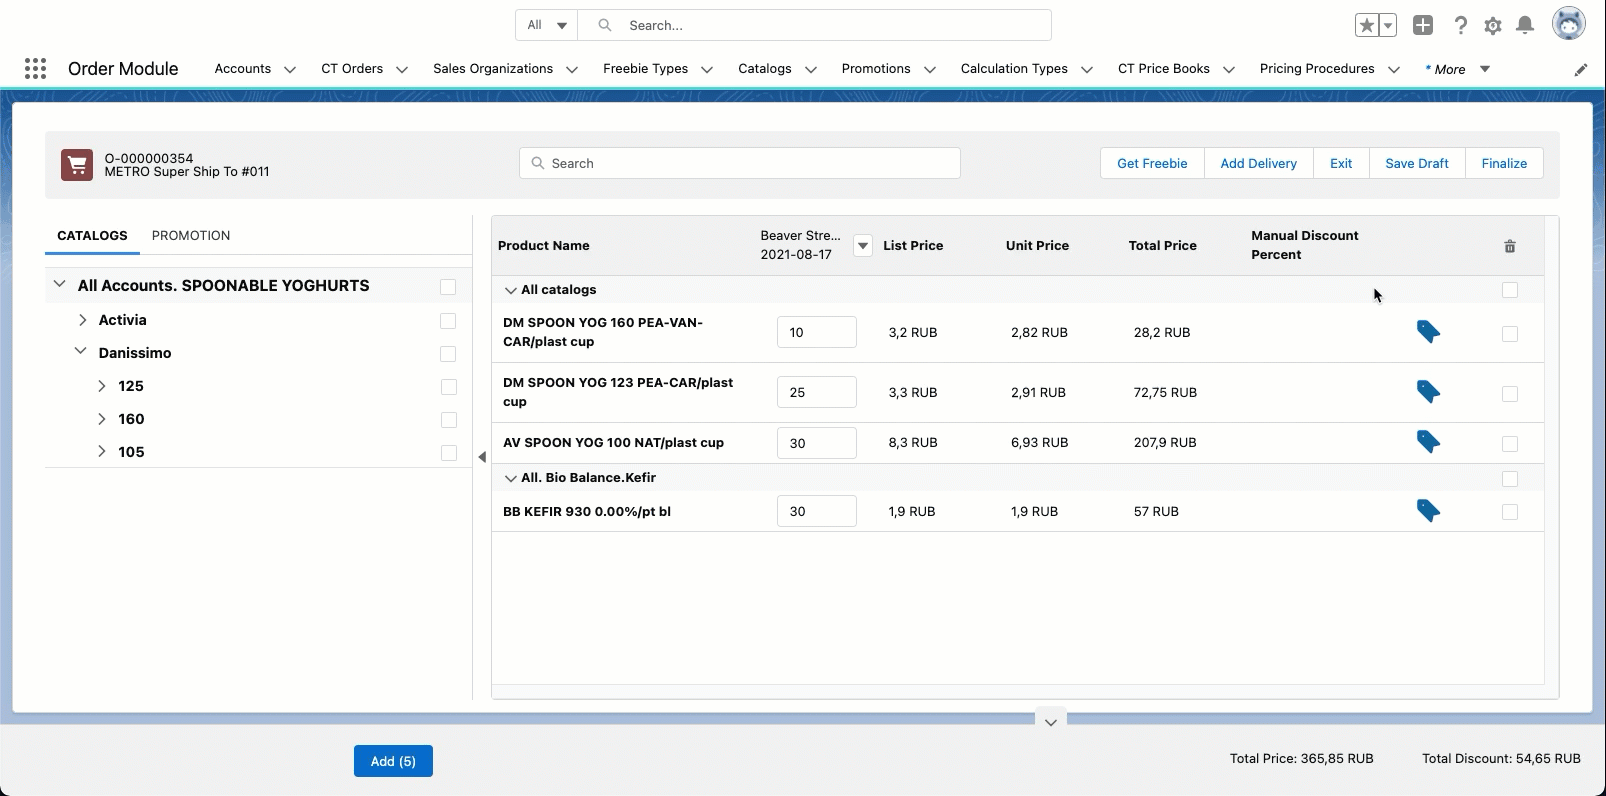 All
Search...
Order Module
Accounts
CT Orders
Sales Organizations
Freebie Types
Catalogs
Promotions
Calculation Types
CT Price Books
Pricing Procedures
* More
O-000000354
METRO Super Ship To #011
Search
Get Freebie
Add Delivery
Exit
Save Draft
Finalize
CATALOGS
PROMOTION
All Accounts. SPOONABLE YOGHURTS
Activia
Danissimo
125
160
105
Product Name
Beaver Stre...
2021-08-17
List Price
Unit Price
Total Price
Manual Discount
Percent
All catalogs
DM SPOON YOG 160 PEA-VAN-
CAR/plast cup
10
3,2 RUB
2,82 RUB
28,2 RUB
DM SPOON YOG 123 PEA-CAR/plast
cup
25
3,3 RUB
2,91 RUB
72,75 RUB
AV SPOON YOG 100 NAT/plast cup
30
8,3 RUB
6,93 RUB
207,9 RUB
All. Bio Balance.Kefir
BB KEFIR 930 0.00%/pt bl
30
1,9 RUB
1,9 RUB
57 RUB
Add (5)
Total Price: 365,85 RUB
Total Discount: 54,65 RUB